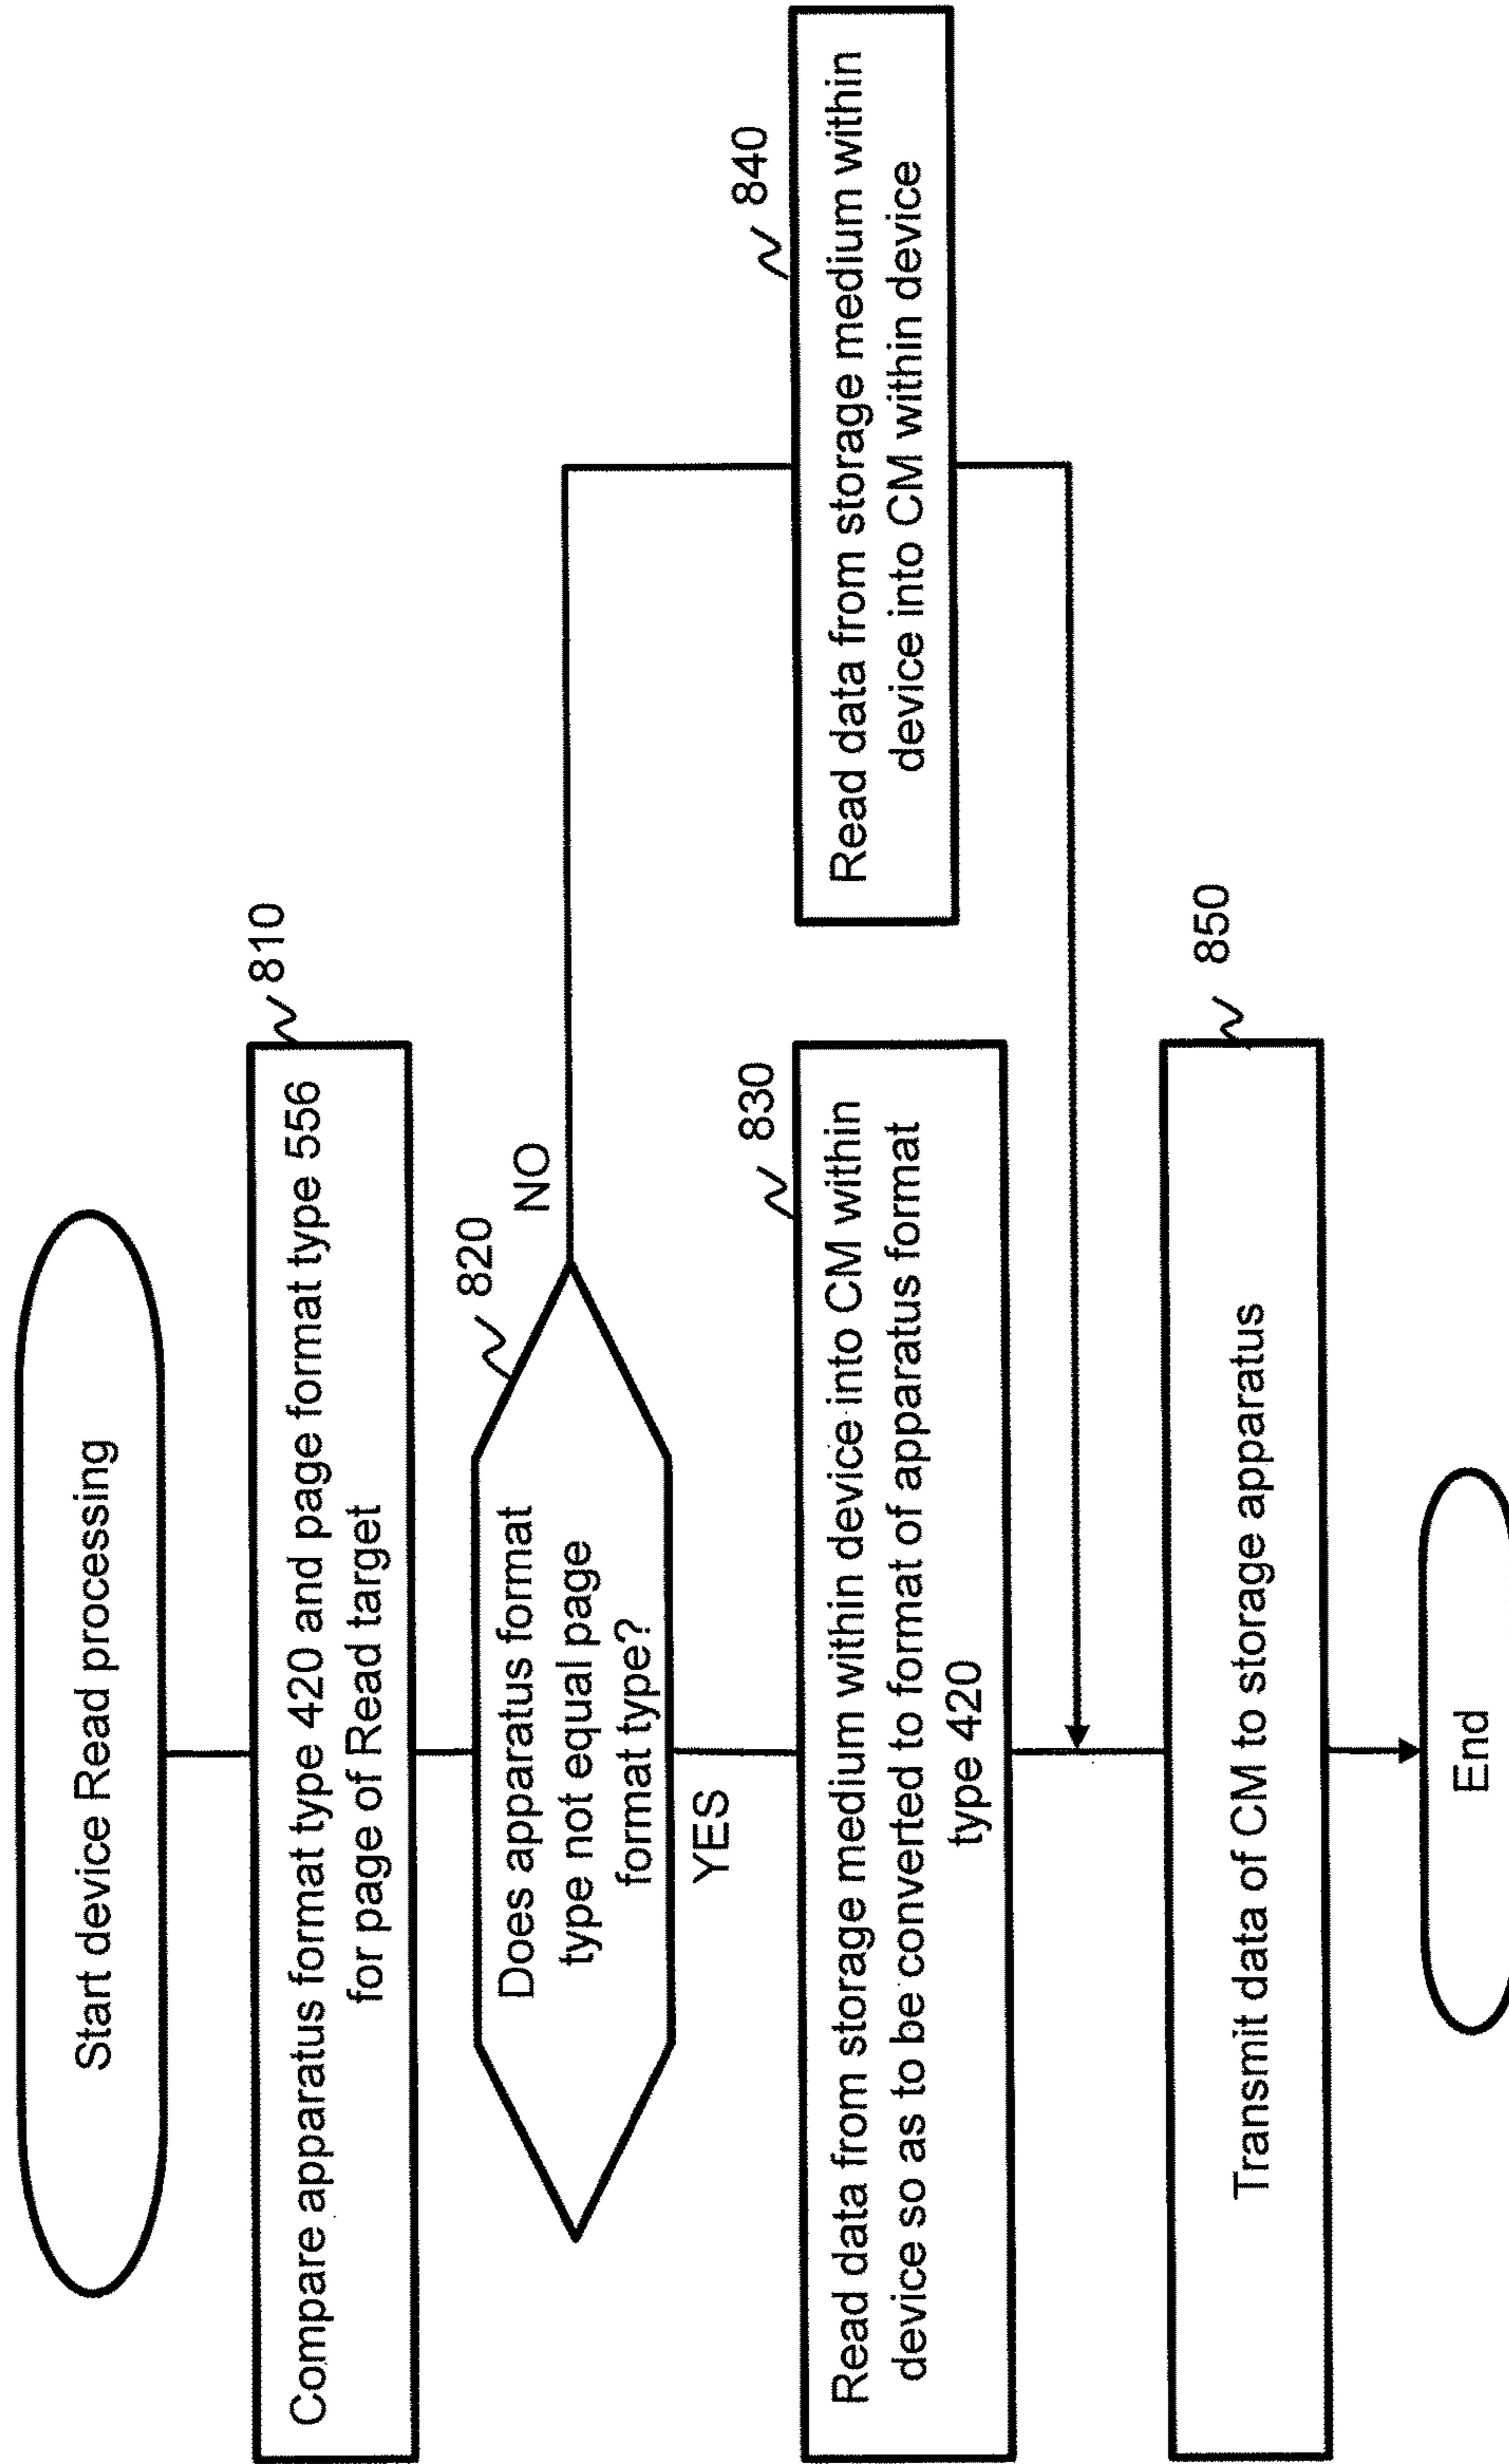 Start device Read processing
810
Compare apparatus format type 420 and page format type 556
for page of Read target
820
Does apparatus format
type not equal page
format type?
NO
YES
830
Read data from storage medium within device into CM within
device so as to be converted to format of apparatus format
type 420
840
Read data from storage medium within
device into CM within device
850
Transmit data of CM to storage apparatus
End